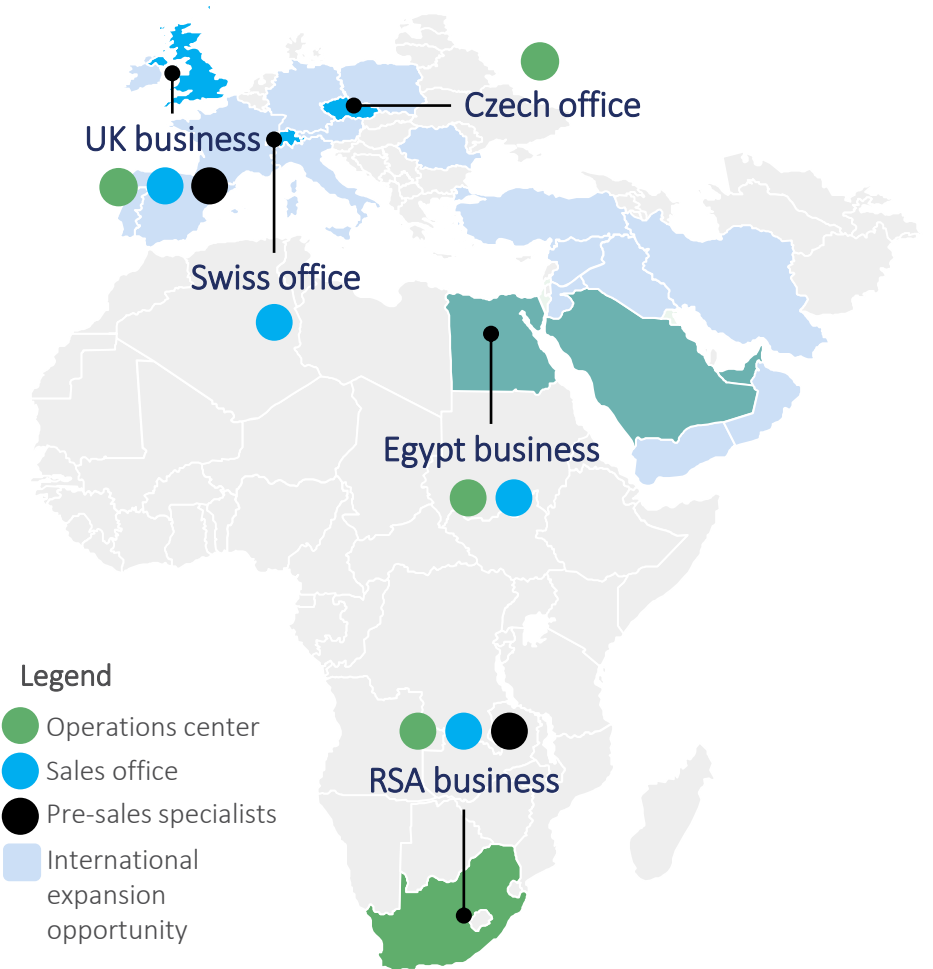 Czech office
UK business
Swiss office
Egypt business
RSA business
Legend
Operations center
Sales office
Pre-sales specialists
International
expansion
opportunity